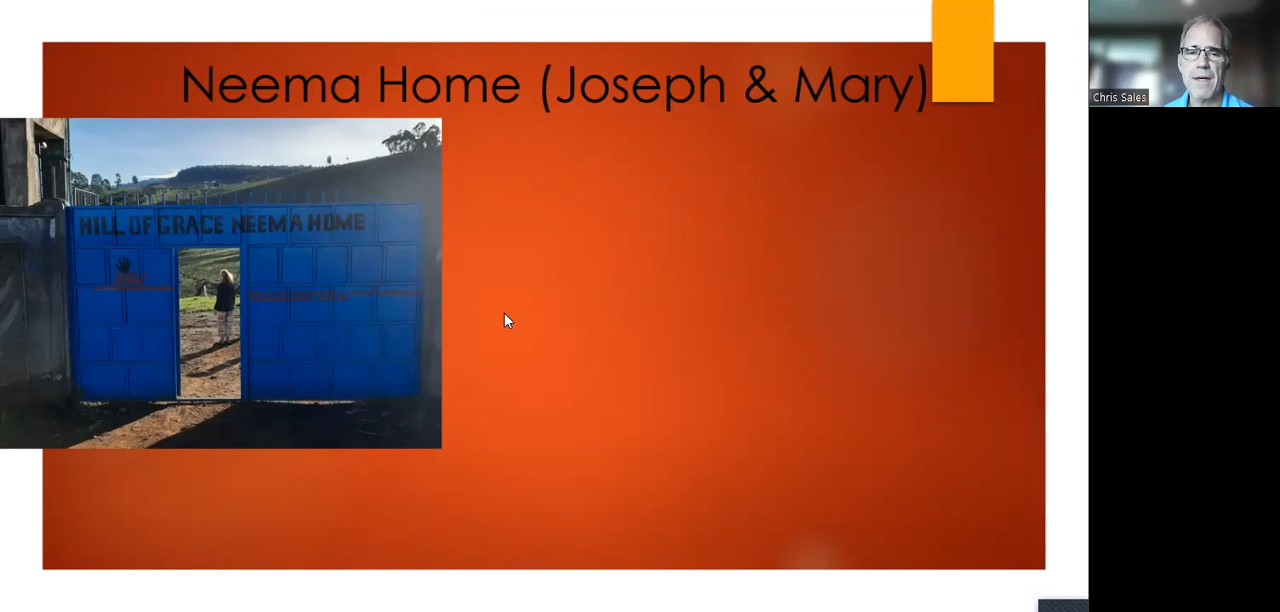 Neema Home (Joseph & Mary)
HILL OF GRACE NEEMA HOME
Chris Sales